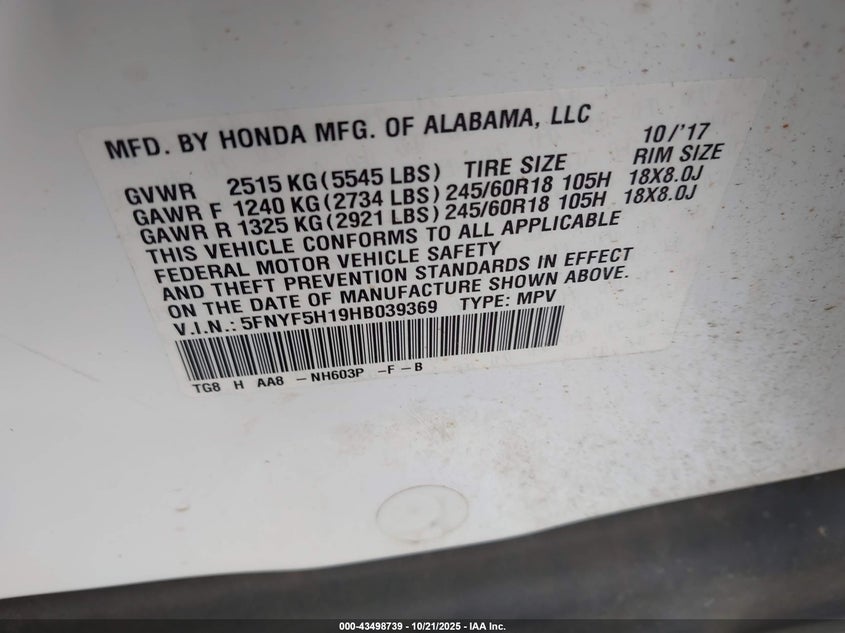 MFD. BY HONDA MFG. OF ALABAMA, LLC 10/'17
GVWR 2515 KG(5545 LBS) TIRE SIZE RIM SIZE
GAWR F 1240 KG(2734 LBS) 245/60R18 105H 18X8.0J
GAWR R 1325 KG(2921 LBS) 245/60R18 105H 18X8.0J
THIS VEHICLE CONFORMS TO ALL APPLICABLE
FEDERAL MOTOR VEHICLE SAFETY
AND THEFT PREVENTION STANDARDS IN EFFECT
ON THE DATE OF MANUFACTURE SHOWN ABOVE.
V.I.N.: 5FNYF5H19HB039369 TYPE: MPV
TG8 H AA8 -NH603P -F-B
000-43498739 - 10/21/2025 - IAA Inc.